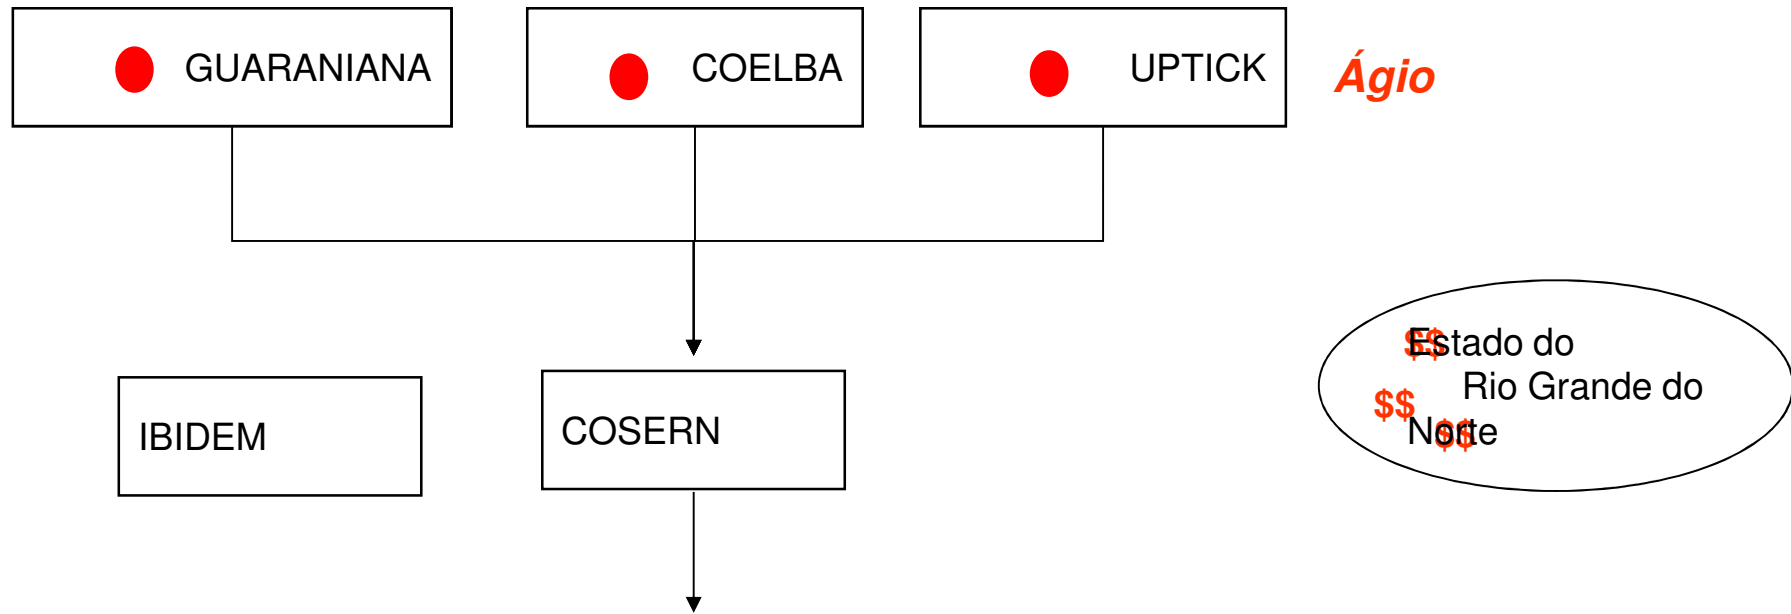 GUARANIANA
COELBA
UPTICK
Ágio
$$
Estado do
Rio Grande do
$$
Norte
$$
IBIDEM
COSERN